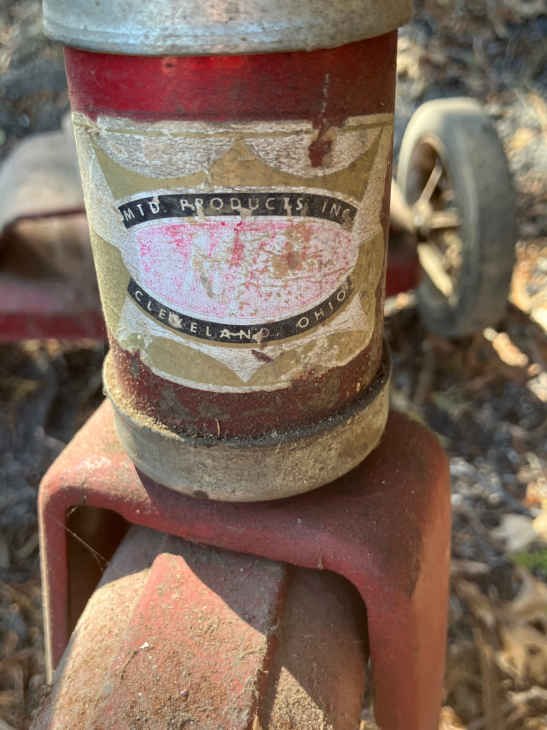 MTD. PRODUCTS INC
CLEVELAND, OHIO